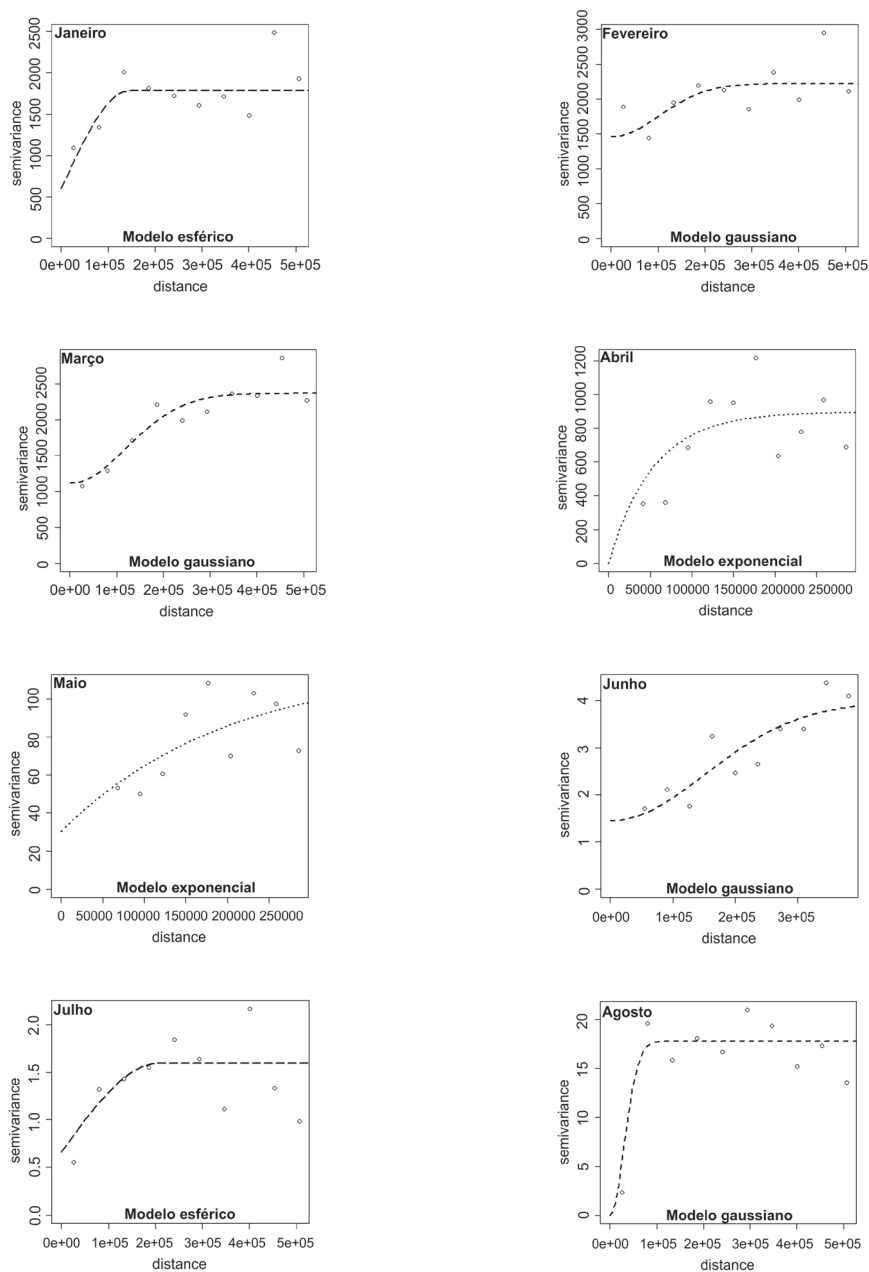 Janeiro
semivariance
2500
2000
1500
1000
500
0
Modelo esférico
0e+00 1e+05 2e+05 3e+05 4e+05 5e+05
distance
Fevereiro
semivariance
3000
2500
2000
1500
1000
500
0
Modelo gaussiano
0e+00 1e+05 2e+05 3e+05 4e+05 5e+05
distance
Março
semivariance
2500
2000
1500
1000
500
0
Modelo gaussiano
0e+00 1e+05 2e+05 3e+05 4e+05 5e+05
distance
Abril
semivariance
1200
1000
800
600
400
200
0
Modelo exponencial
0 50000 100000 150000 200000 250000
distance
Maio
semivariance
100
80
60
40
20
0
Modelo exponencial
0 50000 100000 150000 200000 250000
distance
Junho
semivariance
4
3
2
1
0
Modelo gaussiano
0e+00 1e+05 2e+05 3e+05
distance
Julho
semivariance
2.0
1.5
1.0
0.5
0.0
Modelo esférico
0e+00 1e+05 2e+05 3e+05 4e+05 5e+05
distance
Agosto
semivariance
20
15
10
5
0
Modelo gaussiano
0e+00 1e+05 2e+05 3e+05 4e+05 5e+05
distance